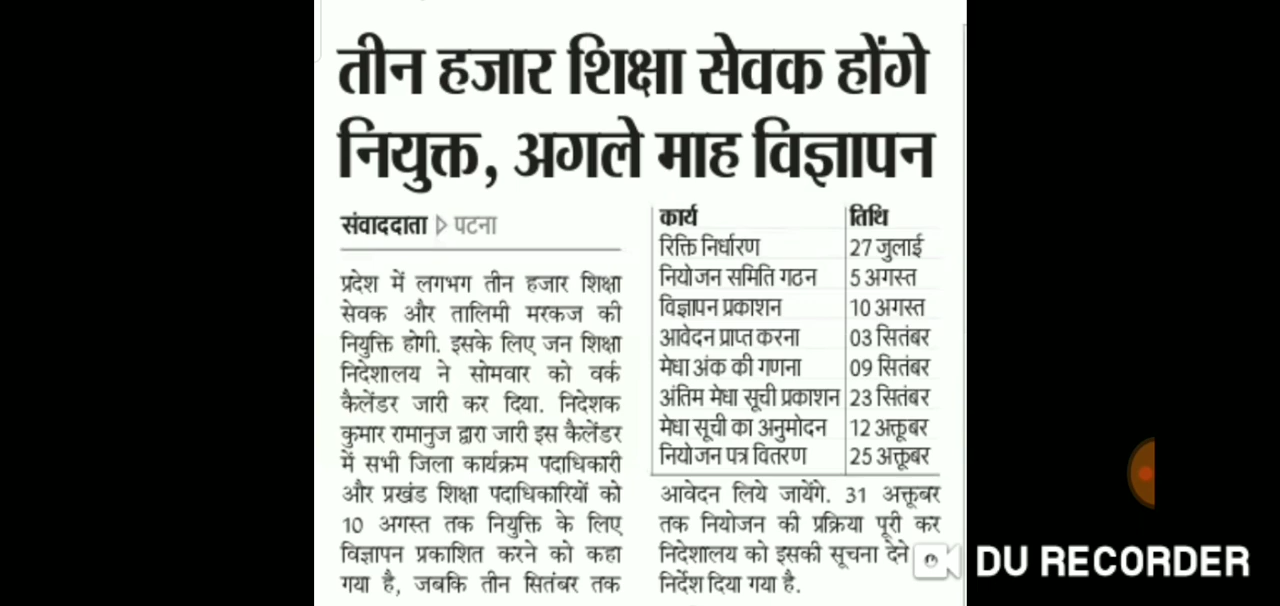 तीन हजार शिक्षा सेवक होंगे
नियुक्त, अगले माह विज्ञापन
संवाददाता ▷ पटना
प्रदेश में लगभग तीन हजार शिक्षा
सेवक और तालिमी मरकज की
नियुक्ति होगी. इसके लिए जन शिक्षा
निदेशालय ने सोमवार को वर्क
कैलेंडर जारी कर दिया. निदेशक
कुमार रामानुज द्वारा जारी इस कैलेंडर
में सभी जिला कार्यक्रम पदाधिकारी
और प्रखंड शिक्षा पदाधिकारियों को
10 अगस्त तक नियुक्ति के लिए
विज्ञापन प्रकाशित करने को कहा
गया है, जबकि तीन सितंबर तक
कार्य तिथि
रिक्ति निर्धारण 27 जुलाई
नियोजन समिति गठन 5 अगस्त
विज्ञापन प्रकाशन 10 अगस्त
आवेदन प्राप्त करना 03 सितंबर
मेधा अंक की गणना 09 सितंबर
अंतिम मेधा सूची प्रकाशन 23 सितंबर
मेधा सूची का अनुमोदन 12 अक्तूबर
नियोजन पत्र वितरण 25 अक्तूबर
आवेदन लिये जायेंगे. 31 अक्तूबर
तक नियोजन की प्रक्रिया पूरी कर
निदेशालय को इसकी सूचना देने
निर्देश दिया गया है.
DU RECORDER